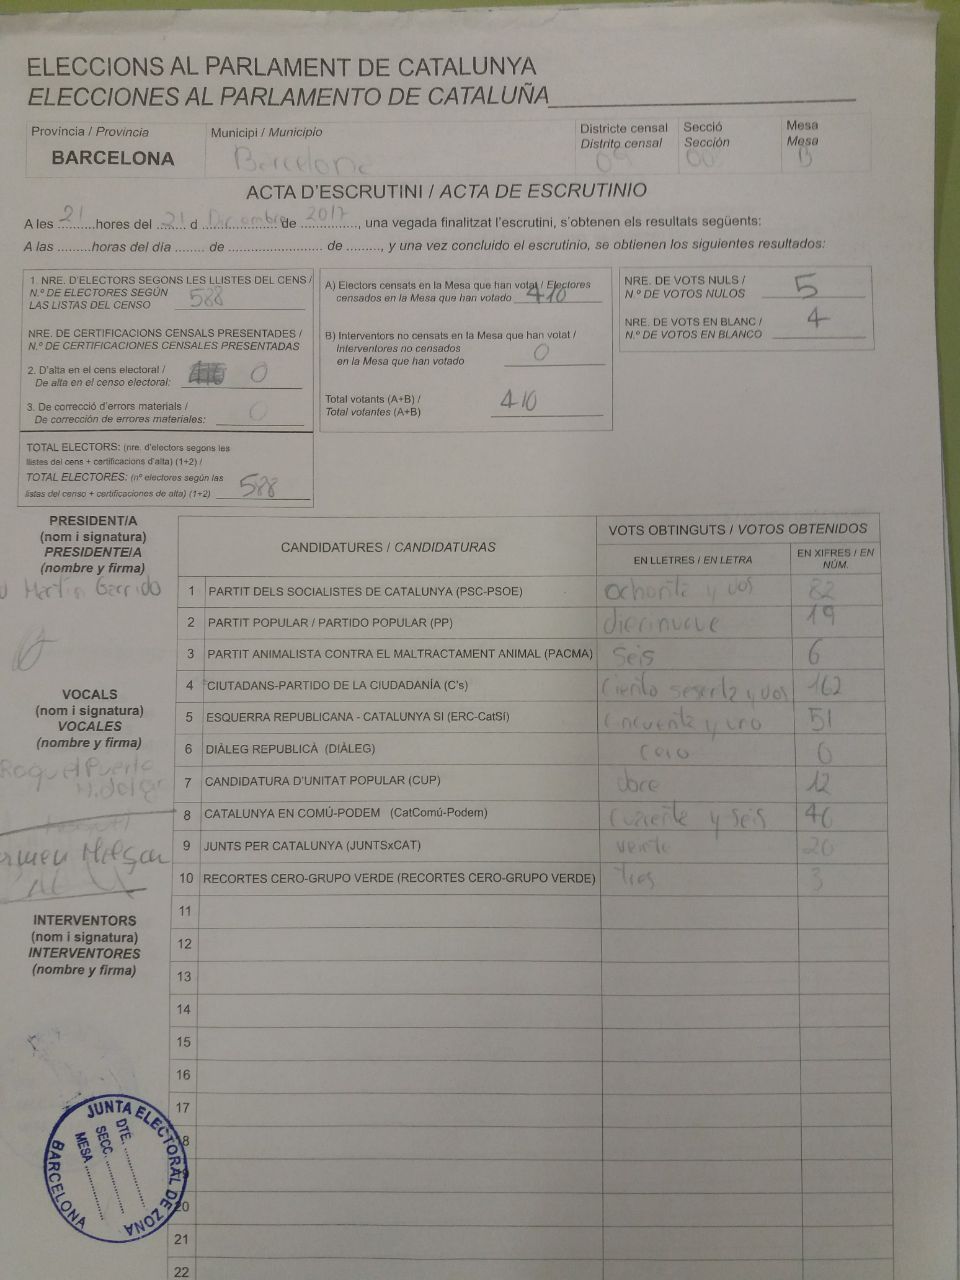 ELECCIONS AL PARLAMENT DE CATALUNYA
ELECCIONES AL PARLAMENTO DE CATALUÑA
Provincia / Provincia
BARCELONA
Municipi / Municipio
Barcelona
Districte censal
Distrito censal
09
Secció
Sección
Mesa
Mesa
B
ACTA D'ESCRUTINI / ACTA DE ESCRUTINIO
A les 21 hores del 21 d Diciembre de 2017, una vegada finalitzat l'escrutini, s'obtenen els resultats següents:
A las .........horas del día ....... de ........................ de ........., y una vez concluido el escrutinio, se obtienen los siguientes resultados:
1. NRE. D'ELECTORS SEGONS LES LLISTES DEL CENS /
N.º DE ELECTORES SEGÚN
LAS LISTAS DEL CENSO 588
NRE. DE CERTIFICACIONS CENSALS PRESENTADES /
N.º DE CERTIFICACIONES CENSALES PRESENTADAS
2. D'alta en el cens electoral /
De alta en el censo electoral: 0
3. De correcció d'errors materials /
De corrección de errores materiales: 0
TOTAL ELECTORS: (nre. d'electors segons les
llistes del cens + certificacions d'alta) (1+2) /
TOTAL ELECTORES: (nº electores según las
listas del censo + certificaciones de alta) (1+2) 588
A) Electors censats en la Mesa que han votat / Electores
censados en la Mesa que han votado 410
B) Interventors no censats en la Mesa que han votat /
Interventores no censados
en la Mesa que han votado 0
Total votants (A+B) /
Total votantes (A+B) 410
NRE. DE VOTS NULS /
N.º DE VOTOS NULOS 5
NRE. DE VOTS EN BLANC /
N.º DE VOTOS EN BLANCO 4
PRESIDENT/A
(nom i signatura)
PRESIDENTE/A
(nombre y firma)
Martín Garrido
VOCALS
(nom i signatura)
VOCALES
(nombre y firma)
Raquel Puerto
INTERVENTORS
(nom i signatura)
INTERVENTORES
(nombre y firma)
CANDIDATURES / CANDIDATURAS
VOTS OBTINGUTS / VOTOS OBTENIDOS
EN LLETRES / EN LETRA
EN XIFRES / EN NÚM.
1 PARTIT DELS SOCIALISTES DE CATALUNYA (PSC-PSOE) ochenta y dos 82
2 PARTIT POPULAR / PARTIDO POPULAR (PP) diecinueve 19
3 PARTIT ANIMALISTA CONTRA EL MALTRACTAMENT ANIMAL (PACMA) seis 6
4 CIUTADANS-PARTIDO DE LA CIUDADANÍA (C's) ciento sesenta y dos 162
5 ESQUERRA REPUBLICANA - CATALUNYA SI (ERC-CatSí) cincuenta y uno 51
6 DIÀLEG REPUBLICÀ (DIÀLEG) cero 0
7 CANDIDATURA D'UNITAT POPULAR (CUP) doce 12
8 CATALUNYA EN COMÚ-PODEM (CatComú-Podem) cuarenta y seis 46
9 JUNTS PER CATALUNYA (JUNTSxCAT) veinte 20
10 RECORTES CERO-GRUPO VERDE (RECORTES CERO-GRUPO VERDE) tres 3
11
12
13
14
15
16
17
18
19
20
21
22
JUNTA ELECTORAL DE ZONA
BARCELONA
DTE.
SECC.
MESA